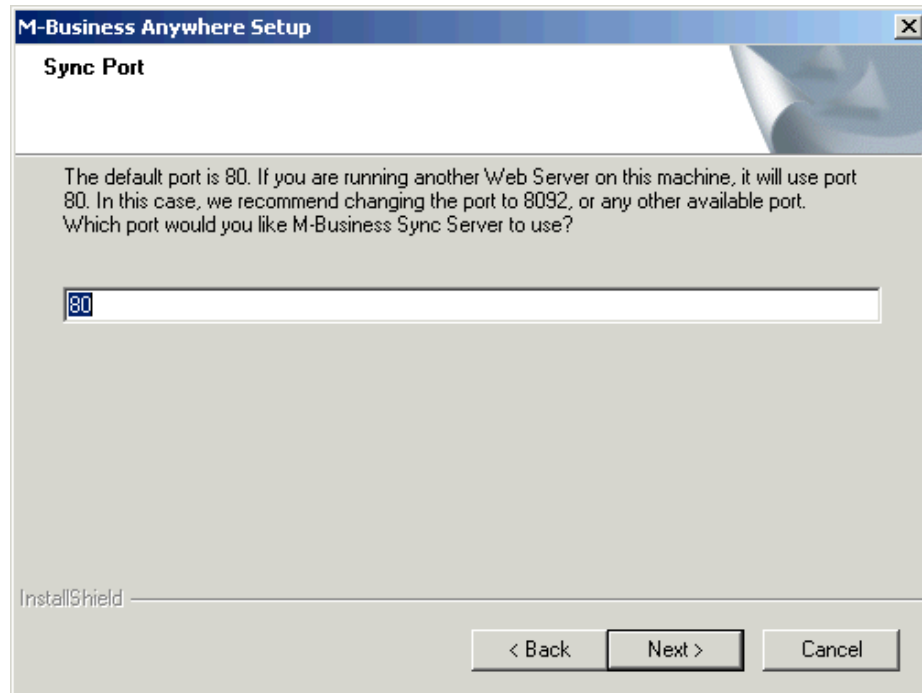 M-Business Anywhere Setup
Sync Port
The default port is 80. If you are running another Web Server on this machine, it will use port
80. In this case, we recommend changing the port to 8092, or any other available port.
Which port would you like M-Business Sync Server to use?
80
InstallShield
< Back
Next >
Cancel